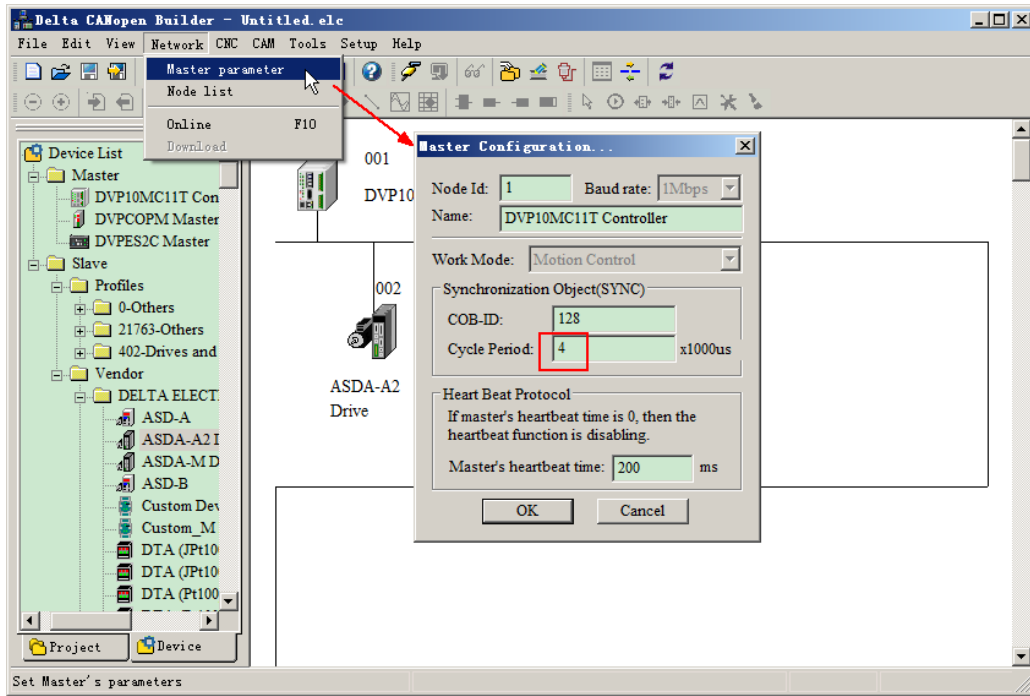 Delta CANopen Builder - Untitled.elc
File Edit View Network CNC CAM Tools Setup Help
Master parameter
Node list
Online F10
Download
Device List
Master
DVP10MC11T Con
DVPCOPM Master
DVPES2C Master
Slave
Profiles
0-Others
21763-Others
402-Drives and
Vendor
DELTA ELECT
ASD-A
ASDA-A2 D
ASDA-M D
ASD-B
Custom Dev
Custom_M
DTA (JPt10
DTA (JPt10
DTA (Pt100
Project Device
001
DVP10
002
ASDA-A2
Drive
Master Configuration...
Node Id: 1 Baud rate: 1Mbps
Name: DVP10MC11T Controller
Work Mode: Motion Control
Synchronization Object(SYNC)
COB-ID: 128
Cycle Period: 4 x1000us
Heart Beat Protocol
If master's heartbeat time is 0, then the
heartbeat function is disabling.
Master's heartbeat time: 200 ms
OK Cancel
Set Master's parameters